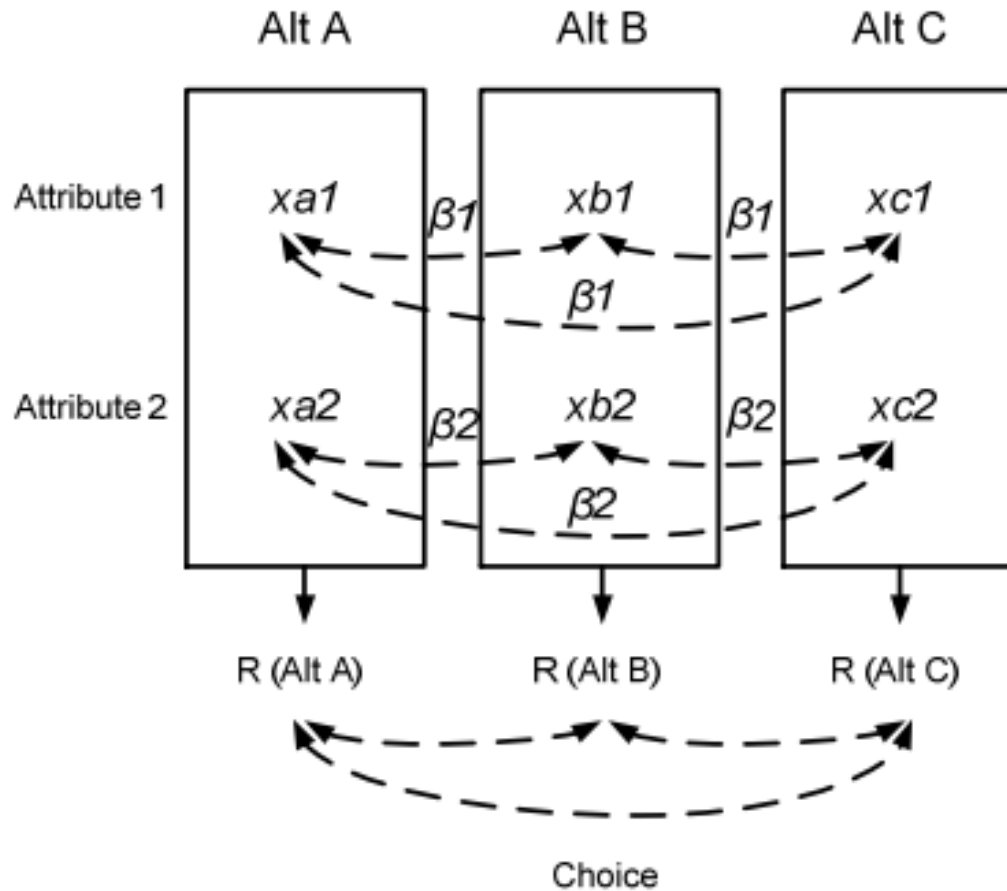 Alt A Alt B Alt C
Attribute 1 xa1 β1 xb1 β1 xc1
β1
Attribute 2 xa2 β2 xb2 β2 xc2
β2
R (Alt A) R (Alt B) R (Alt C)
Choice